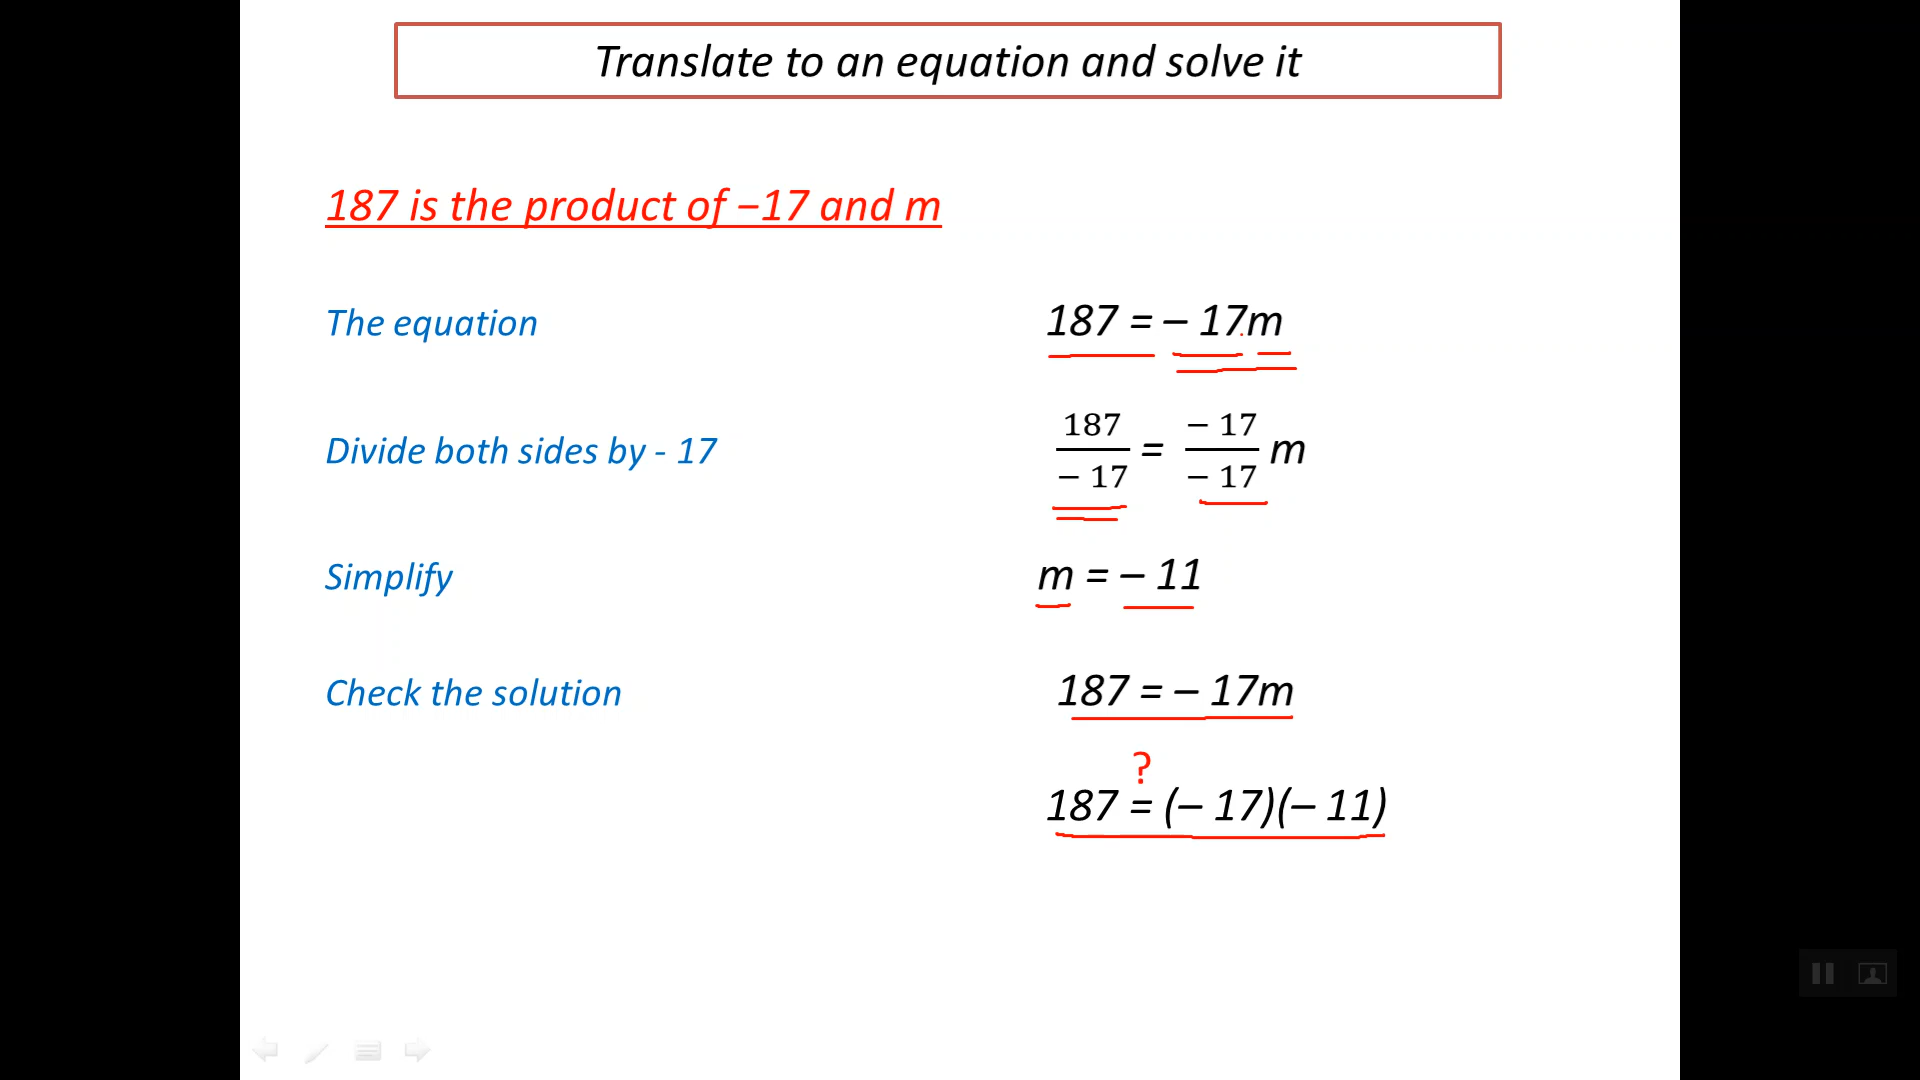 Translate to an equation and solve it
187 is the product of −17 and m
The equation
187 = – 17m
Divide both sides by - 17
187/– 17 = – 17/– 17 m
Simplify
m = – 11
Check the solution
187 = – 17m
?
187 = (– 17)(– 11)